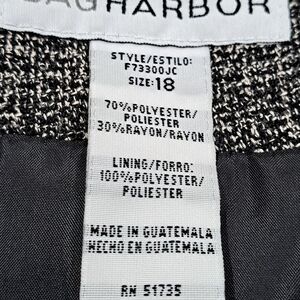 BAGHARBOR
STYLE/ESTILO:
F73300JC
SIZE:18
70%POLYESTER/
POLIESTER
30%RAYON/RAYON
LINING/FORRO:
100%POLYESTER/
POLIESTER
MADE IN GUATEMALA
HECHO EN GUATEMALA
RN 51735